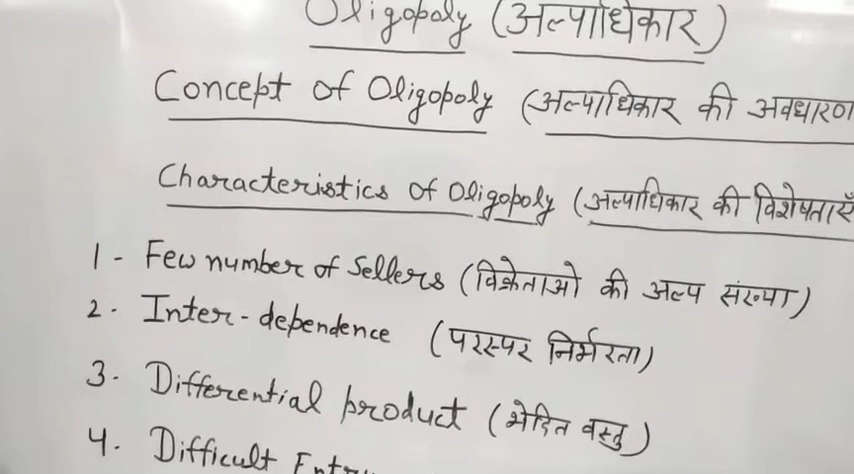 Oligopoly (अल्पाधिकार)
Concept of Oligopoly (अल्पाधिकार की अवधारण
Characteristics of Oligopoly (अल्पाधिकार की विशेषताएँ
1 - Few number of Sellers (विक्रेताओ की अल्प संख्या)
2. Inter-dependence (परस्पर निर्भरता)
3. Differential product (भेदित वस्तु)
4. Difficult Entry